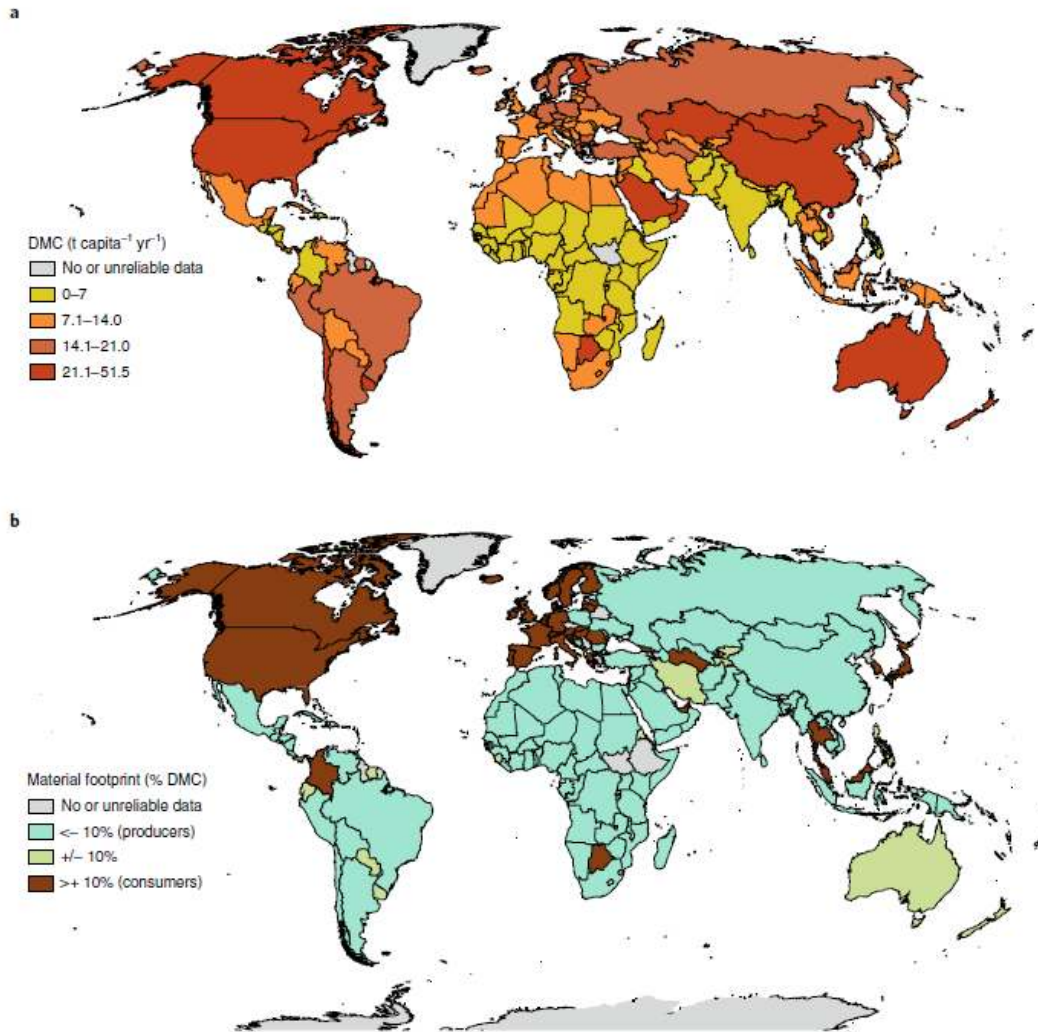 a
DMC (t capita⁻¹ yr⁻¹)
No or unreliable data
0–7
7.1–14.0
14.1–21.0
21.1–51.5
b
Material footprint (% DMC)
No or unreliable data
<– 10% (producers)
+/– 10%
>+ 10% (consumers)